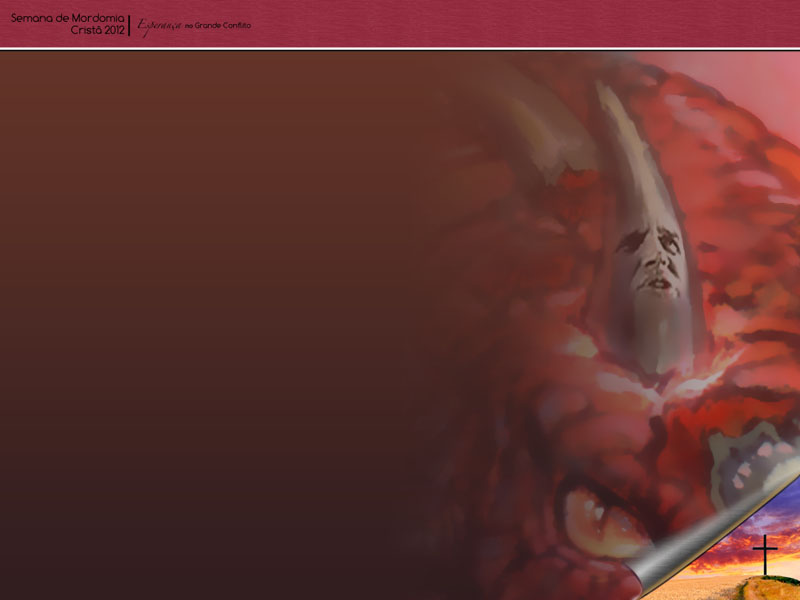 Semana de Mordomia
Cristã 2012
Esperança no Grande Conflito